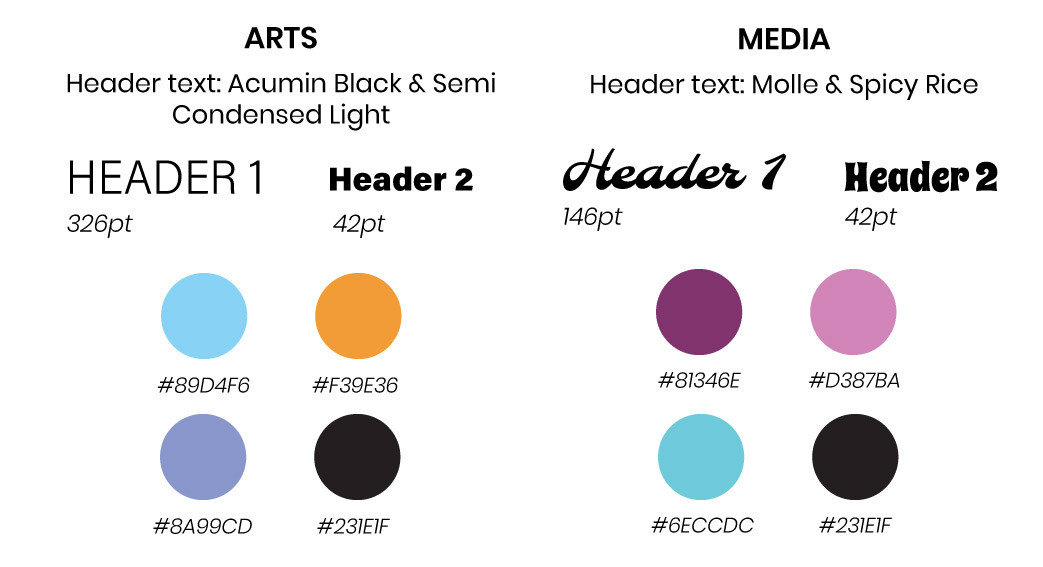 ARTS
Header text: Acumin Black & Semi
Condensed Light
HEADER 1
Header 2
326pt
42pt
#89D4F6
#F39E36
#8A99CD
#231E1F
MEDIA
Header text: Molle & Spicy Rice
Header 1
Header 2
146pt
42pt
#81346E
#D387BA
#6ECCDC
#231E1F